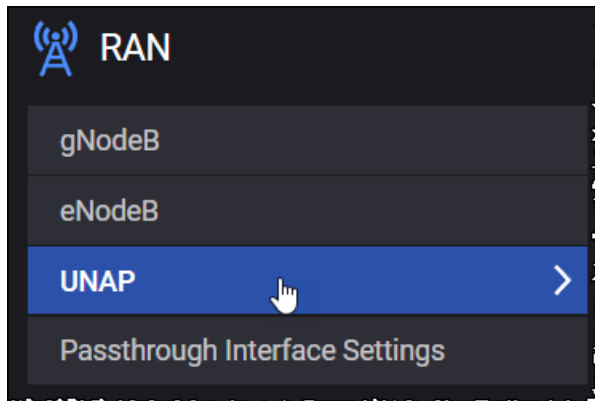 RAN
gNodeB
eNodeB
UNAP
Passthrough Interface Settings